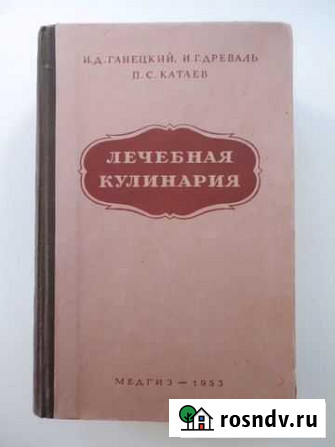 И.Д.ГАНЕЦКИЙ, И.Г.ДРЕВАЛЬ
П.С.КАТАЕВ
ЛЕЧЕБНАЯ
КУЛИНАРИЯ
МЕДГИЗ — 1953
rosndv.ru